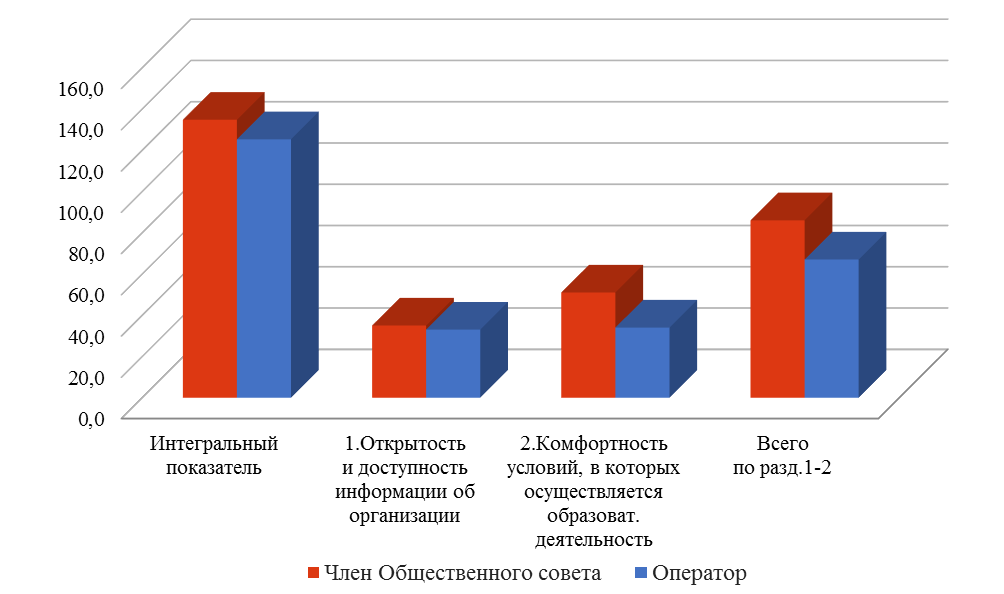 160,0
140,0
120,0
100,0
80,0
60,0
40,0
20,0
0,0
Интегральный
показатель
1.Открытость
и доступность
информации об
организации
2.Комфортность
условий, в которых
осуществляется
образоват.
деятельность
Всего
по разд.1-2
Член Общественного совета
Оператор